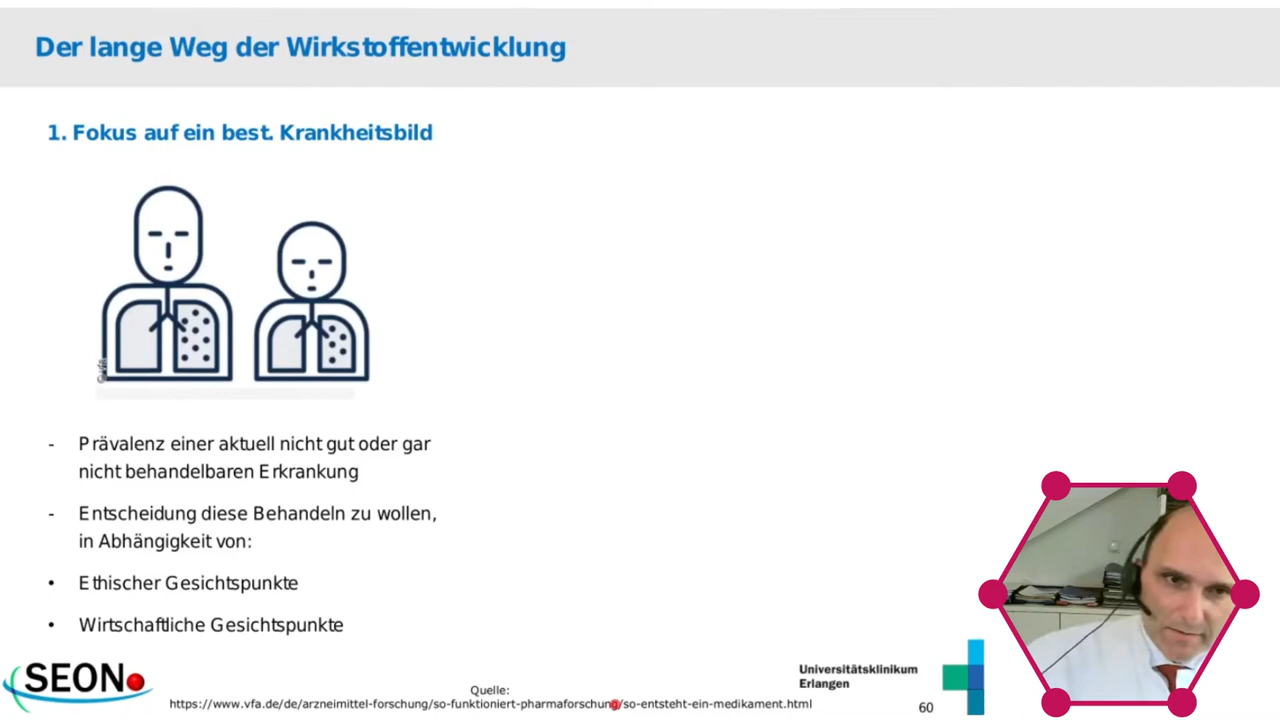 Der lange Weg der Wirkstoffentwicklung
1. Fokus auf ein best. Krankheitsbild
© vfa
- Prävalenz einer aktuell nicht gut oder gar
nicht behandelbaren Erkrankung
- Entscheidung diese Behandeln zu wollen,
in Abhängigkeit von:
• Ethischer Gesichtspunkte
• Wirtschaftliche Gesichtspunkte
SEON
Quelle:
https://www.vfa.de/de/arzneimittel-forschung/so-funktioniert-pharmaforschung/so-entsteht-ein-medikament.html
Universitätsklinikum
Erlangen
60